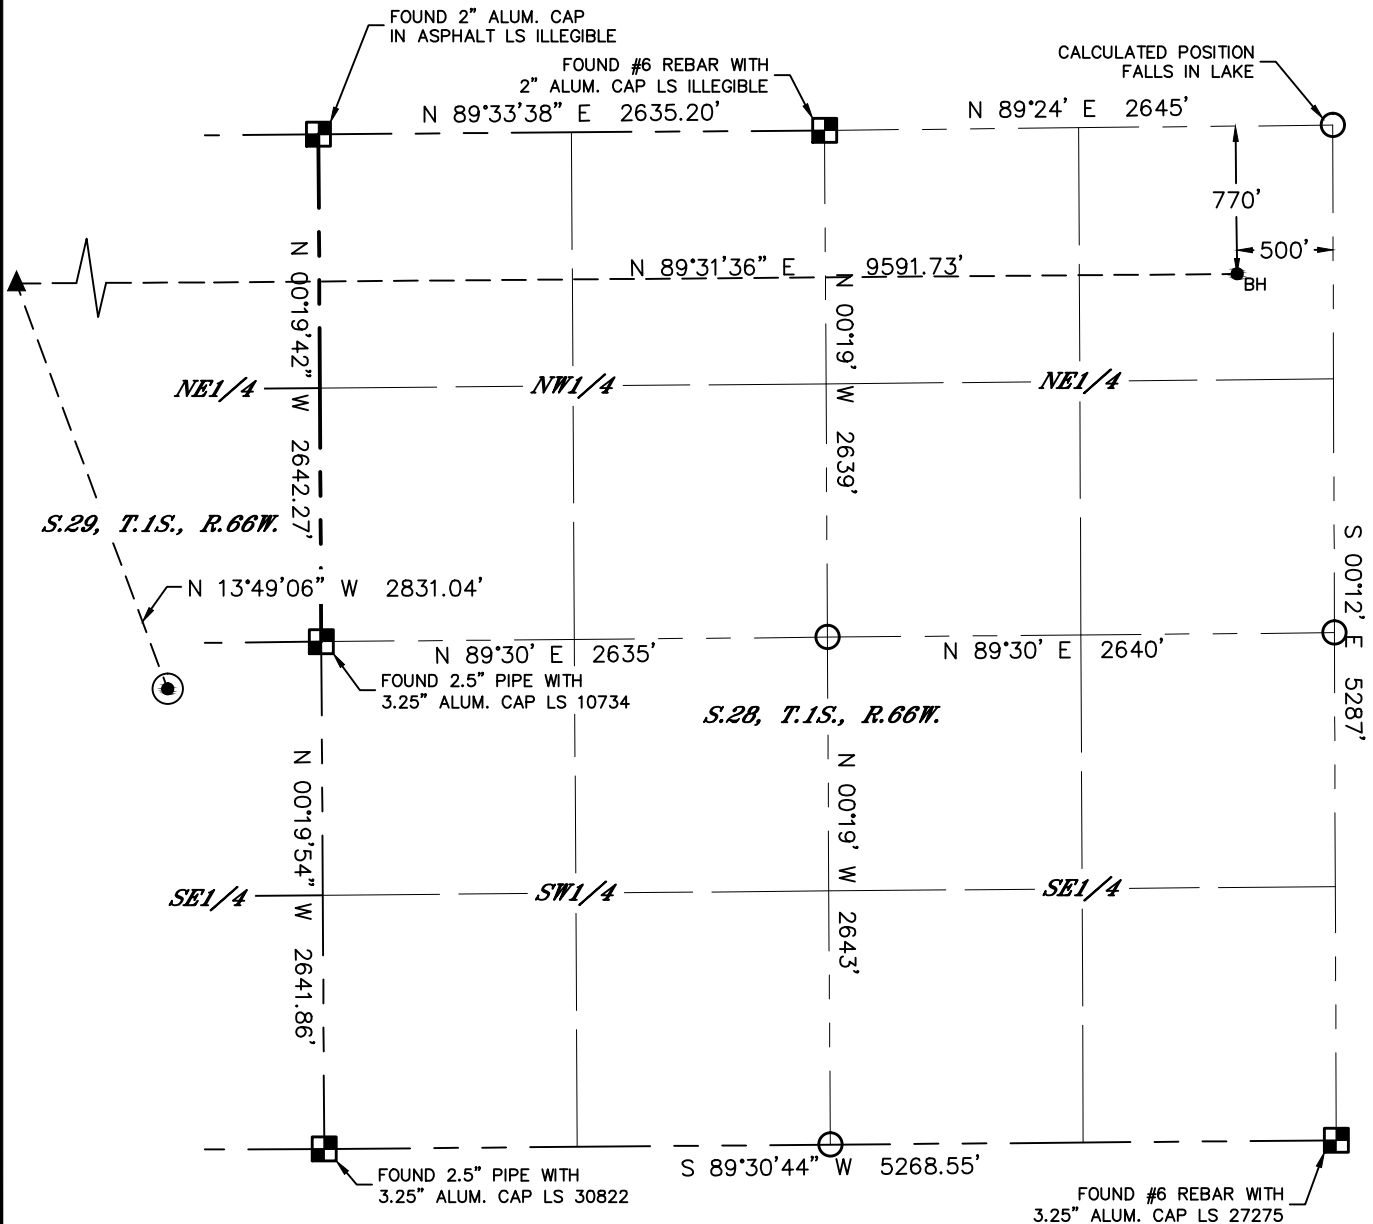 FOUND 2" ALUM. CAP
IN ASPHALT LS ILLEGIBLE
FOUND #6 REBAR WITH
2" ALUM. CAP LS ILLEGIBLE
CALCULATED POSITION
FALLS IN LAKE
N 89°33'38" E 2635.20'
N 89°24' E 2645'
770'
500'
BH
N 89°31'36" E 9591.73'
N 00°19'42" W 2642.27'
N 00°19' W 2639'
NE1/4
NW1/4
NE1/4
S.29, T.1S., R.66W.
S 00°12' E 5287'
N 13°49'06" W 2831.04'
N 89°30' E 2635'
N 89°30' E 2640'
FOUND 2.5" PIPE WITH
3.25" ALUM. CAP LS 10734
S.28, T.1S., R.66W.
N 00°19'54" W 2641.86'
N 00°19' W 2643'
SE1/4
SW1/4
SE1/4
S 89°30'44" W 5268.55'
FOUND 2.5" PIPE WITH
3.25" ALUM. CAP LS 30822
FOUND #6 REBAR WITH
3.25" ALUM. CAP LS 27275